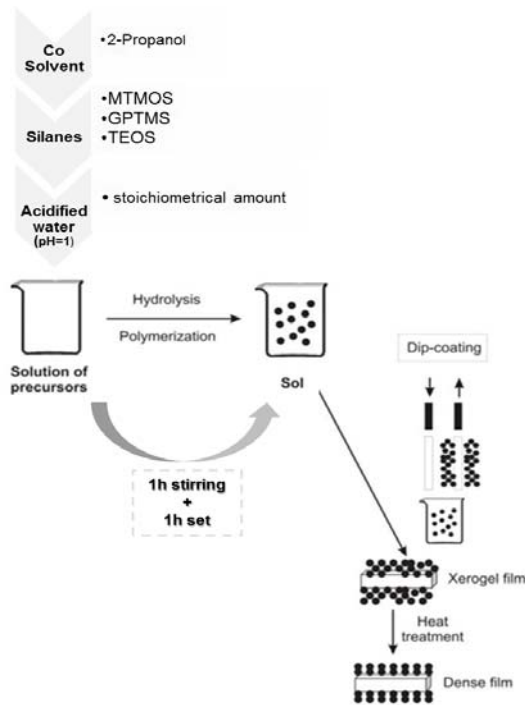 Co
Solvent
•2-Propanol
Silanes
•MTMOS
•GPTMS
•TEOS
Acidified
water
(pH=1)
• stoichiometrical amount
Hydrolysis
Polymerization
Solution of
precursors
Sol
1h stirring
+
1h set
Dip-coating
Xerogel film
Heat
treatment
Dense film